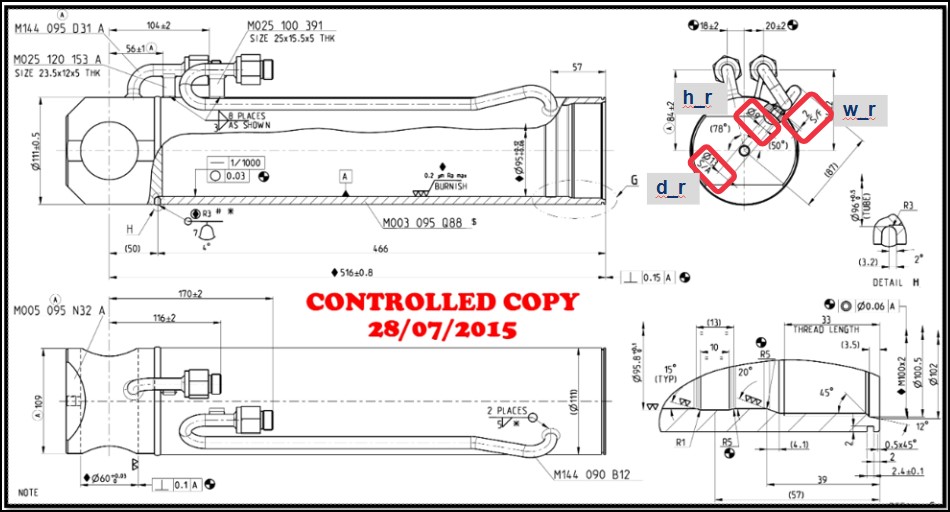 M144 095 D31 A
A
104±2
M025 100 391
SIZE 25x15.5x5 THK
56±1 A
M025 120 153 A
SIZE 23.5x12x5 THK
57
18±2
20±2
h_r
w_r
d_r
8 PLACES
AS SHOWN
3
Ø111±0.5
1/1000
0.03
A
0.2 µm Ra max
BURNISH
G
A 84±2
(78°)
(50°)
(87)
Ø96
(TUBE)
R3
H
R3 # *
7
4°
M003 095 Q88 S
(50)
466
(3.2)
2°
♦516±0.8
⊥ 0.15 A
DETAIL H
A
M005 095 N32 A
170±2
116±2
CONTROLLED COPY
28/07/2015
Ø0.06 A
(13)
33
THREAD LENGTH
10
(3.5)
R5
15°
(TYP)
20°
45°
♦M100x2
Ø100.5
Ø102
12°
A Ø109
(Ø111)
2 PLACES
5
R1
R5
(4.1)
2
0.5x45°
2
2.4±0.1
M144 090 B12
39
(57)
⊥ 0.1 A
NOTE